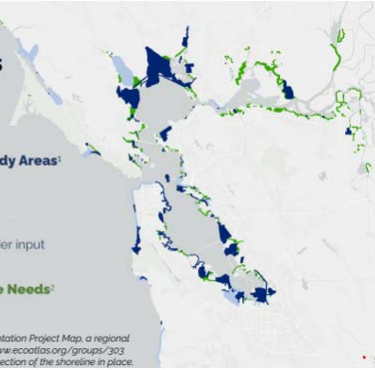 s
dy Areas¹
er input
e Needs²
tation Project Map, a regional
ww.ecoatlas.org/groups/303
ection of the shoreline in place.